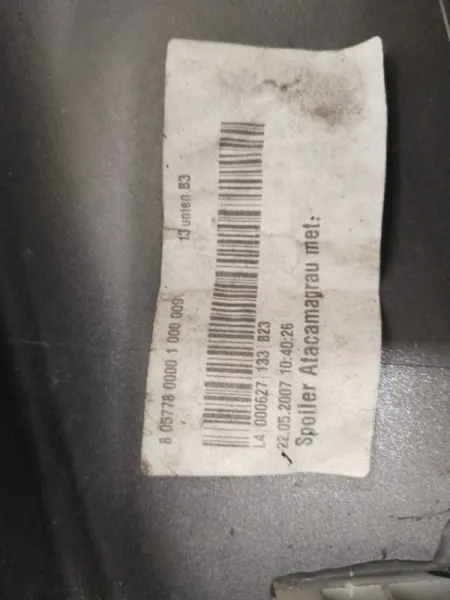 8 05778 0000 1 000 009
13 unten B3
L4 000627 133 B23
22.05.2007 10:40:26
Spoiler Atacamagrau met.